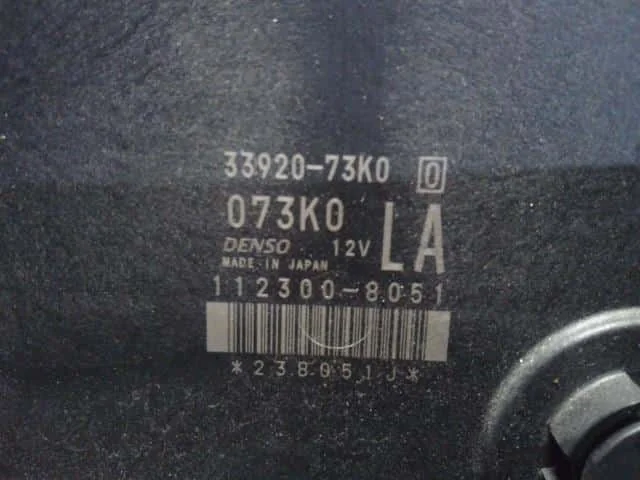 33920-73K0 0
073K0 LA
DENSO 12V
MADE IN JAPAN
112300-8051
*238051J*